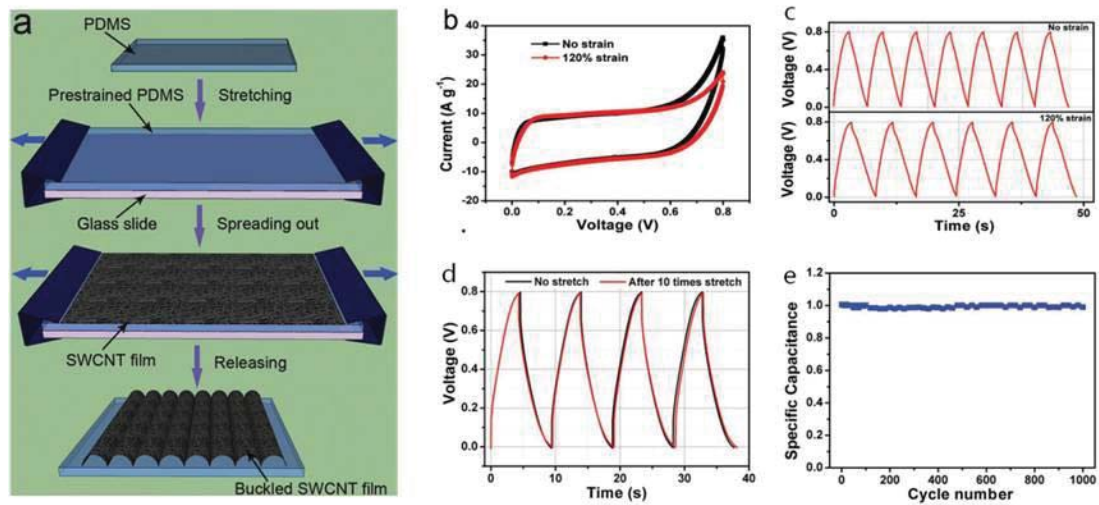 a
PDMS
Stretching
Prestrained PDMS
Glass slide
Spreading out
SWCNT film
Releasing
Buckled SWCNT film
b
No strain
120% strain
Current (A g-1)
40
30
20
10
0
-10
-20
0.0 0.2 0.4 0.6 0.8
Voltage (V)
c
No strain
Voltage (V)
0.8
0.4
0.0
120% strain
Voltage (V)
0.8
0.4
0.0
0 25 50
Time (s)
d
No stretch After 10 times stretch
Voltage (V)
0.8
0.6
0.4
0.2
0.0
0 10 20 30 40
Time (s)
e
Specific Capacitance
1.2
1.0
0.8
0.6
0.4
0.2
0.0
0 200 400 600 800 1000
Cycle number